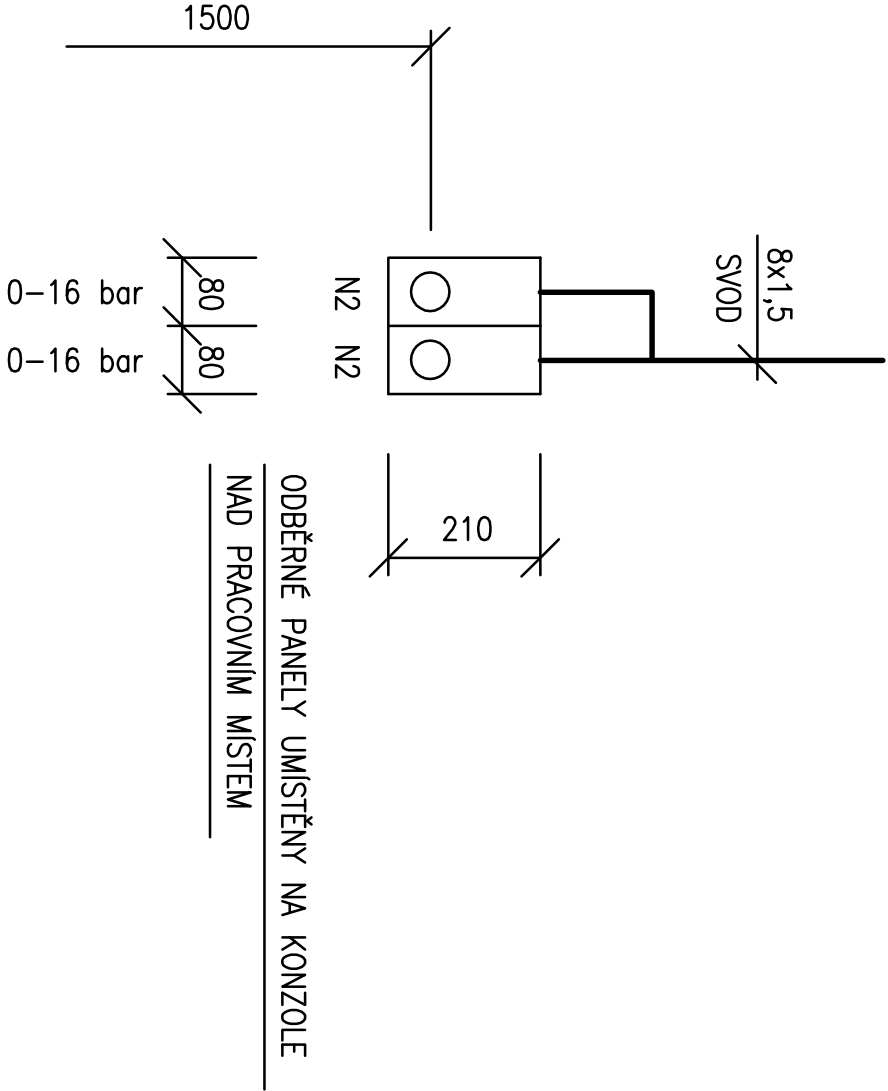 1500
8x1,5
SVOD
N2
N2
80
80
0-16 bar
0-16 bar
210
ODBĚRNÉ PANELY UMÍSTĚNY NA KONZOLE
NAD PRACOVNÍM MÍSTEM